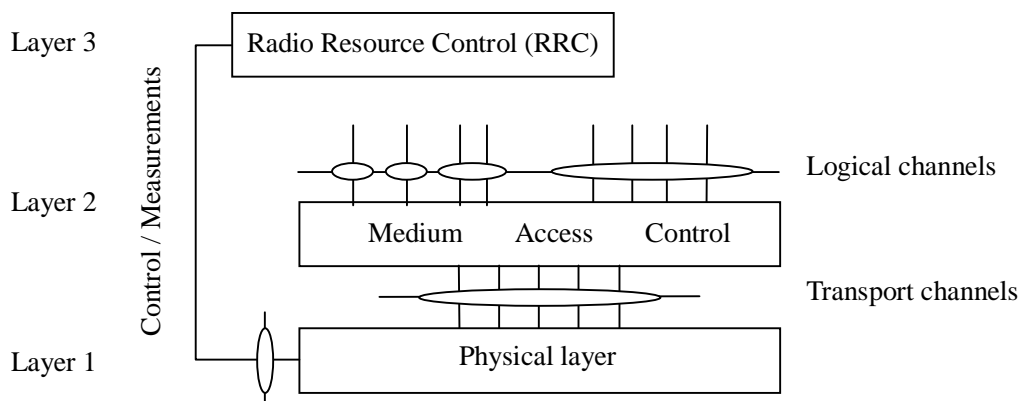 Layer 3
Radio Resource Control (RRC)
Control / Measurements
Logical channels
Layer 2
Medium Access Control
Transport channels
Layer 1
Physical layer